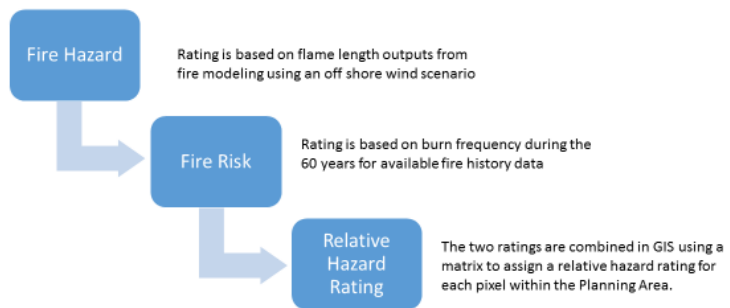 Fire Hazard
Rating is based on flame length outputs from
fire modeling using an off shore wind scenario
Fire Risk
Rating is based on burn frequency during the
60 years for available fire history data
Relative
Hazard
Rating
The two ratings are combined in GIS using a
matrix to assign a relative hazard rating for
each pixel within the Planning Area.